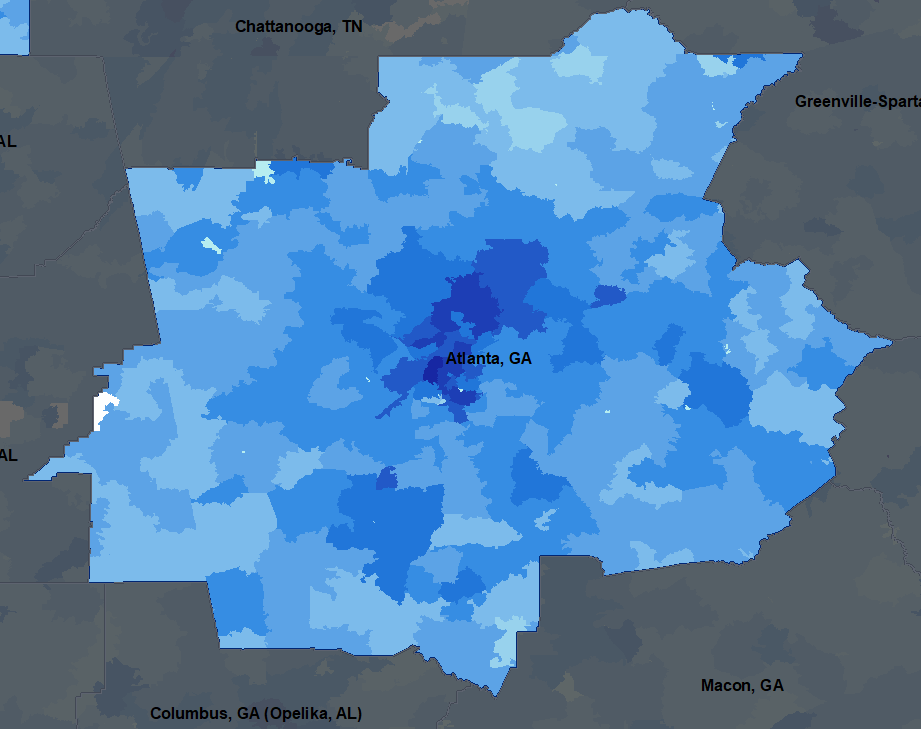 Chattanooga, TN
Greenville-Sparta
AL
Atlanta, GA
AL
Macon, GA
Columbus, GA (Opelika, AL)